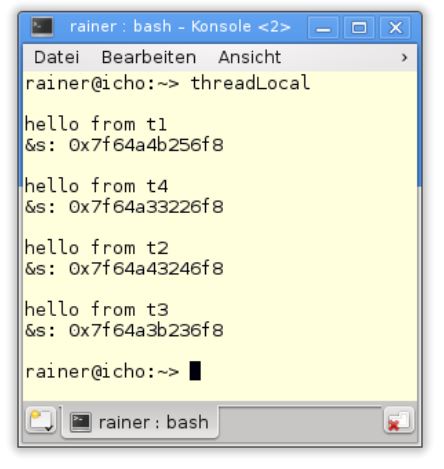 rainer : bash – Konsole <2>
Datei Bearbeiten Ansicht ›
rainer@icho:~> threadLocal
hello from t1
&s: 0x7f64a4b256f8
hello from t4
&s: 0x7f64a33226f8
hello from t2
&s: 0x7f64a43246f8
hello from t3
&s: 0x7f64a3b236f8
rainer@icho:~>
rainer : bash